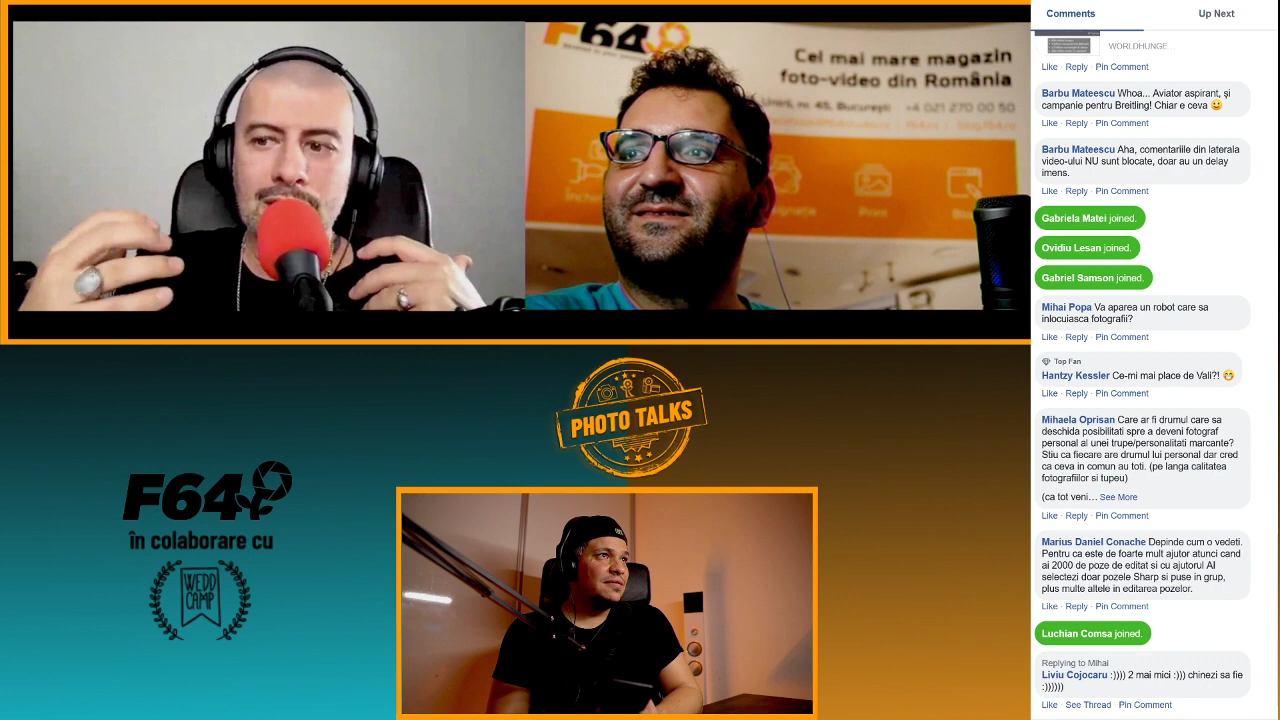 F64
Cel mai mare magazin
foto-video din România
Unirii, nr. 45, București
+4 021 270 00 50
Print
PHOTO TALKS
F64
în colaborare cu
WEDD
CAMP
Comments
Up Next
WORLDHUNGE...
Like · Reply · Pin Comment
Barbu Mateescu Whoa... Aviator aspirant, și
campanie pentru Breitling! Chiar e ceva 😃
Like · Reply · Pin Comment
Barbu Mateescu Aha, comentariile din laterala
video-ului NU sunt blocate, doar au un delay
imens.
Like · Reply · Pin Comment
Gabriela Matei joined.
Ovidiu Lesan joined.
Gabriel Samson joined.
Mihai Popa Va aparea un robot care sa
inlocuiasca fotografii?
Like · Reply · Pin Comment
Top Fan
Hantzy Kessler Ce-mi mai place de Vali?! 😁
Like · Reply · Pin Comment
Mihaela Oprisan Care ar fi drumul care sa
deschida posibilitati spre a deveni fotograf
personal al unei trupe/personalitati marcante?
Stiu ca fiecare are drumul lui personal dar cred
ca ceva in comun au toti. (pe langa calitatea
fotografiilor si tupeu)
(ca tot veni... See More
Like · Reply · Pin Comment
Marius Daniel Conache Depinde cum o vedeti.
Pentru ca este de foarte mult ajutor atunci cand
ai 2000 de poze de editat si cu ajutorul AI
selectezi doar pozele Sharp si puse in grup,
plus multe altele in editarea pozelor.
Like · Reply · Pin Comment
Luchian Comsa joined.
Replying to Mihai
Liviu Cojocaru :)))) 2 mai mici :))) chinezi sa fie
:))))))
Like · See Thread · Pin Comment